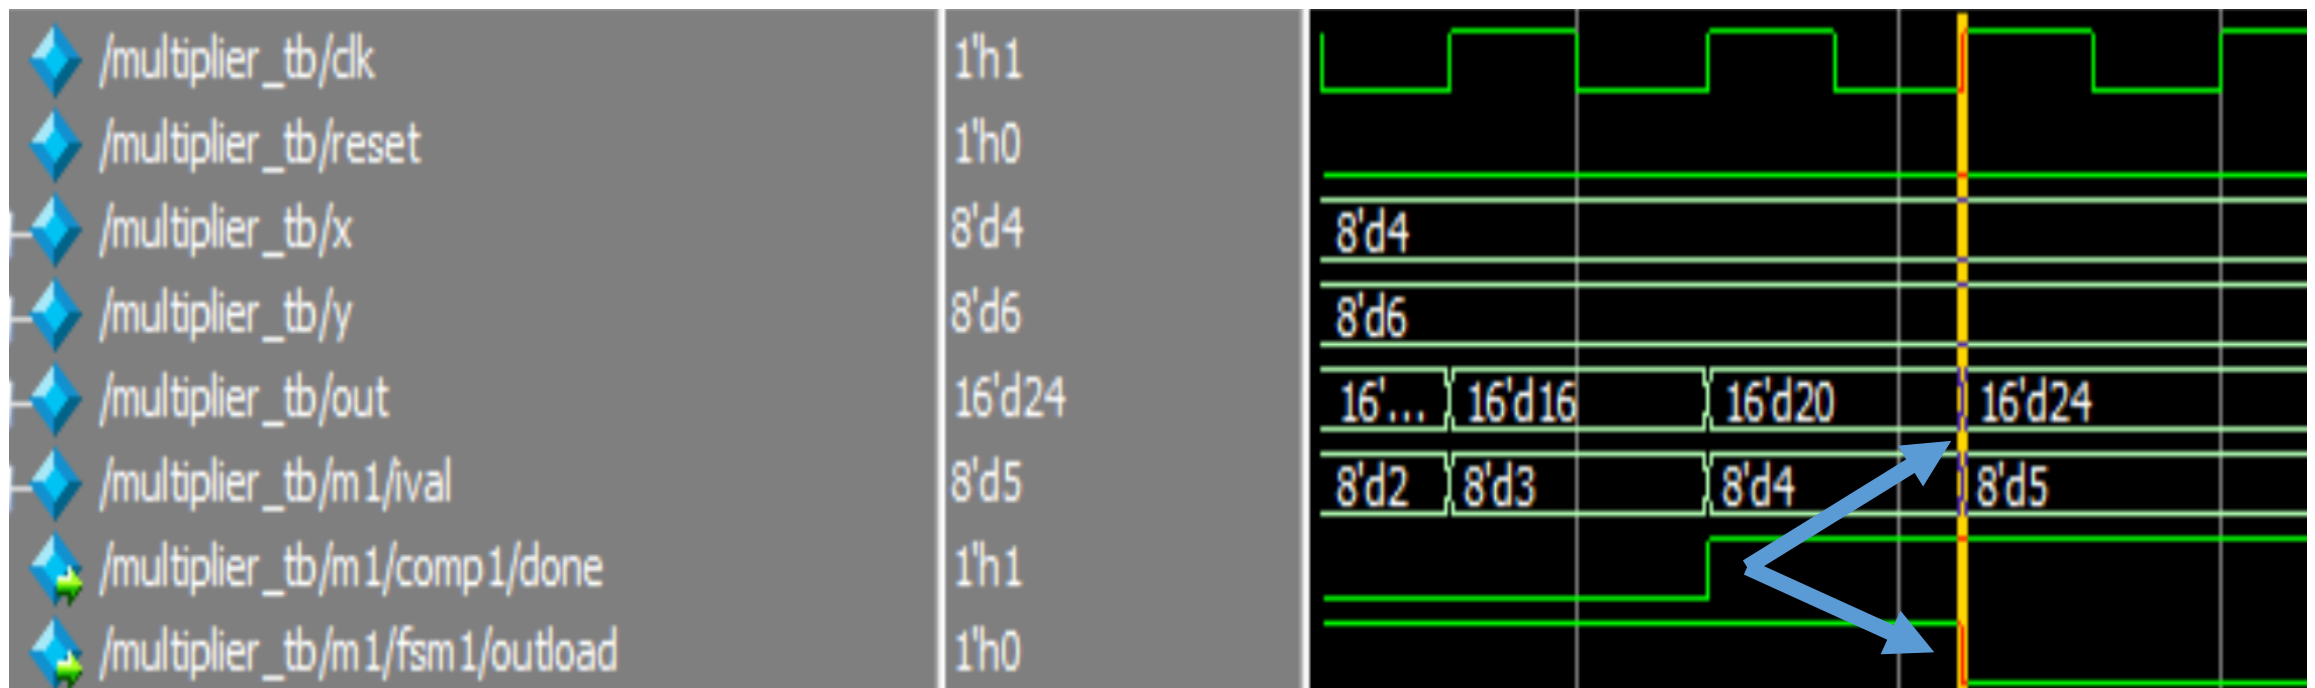 /multiplier_tb/clk 1'h1
/multiplier_tb/reset 1'h0
/multiplier_tb/x 8'd4 8'd4
/multiplier_tb/y 8'd6 8'd6
/multiplier_tb/out 16'd24 16'... 16'd16 16'd20 16'd24
/multiplier_tb/m1/ival 8'd5 8'd2 8'd3 8'd4 8'd5
/multiplier_tb/m1/comp1/done 1'h1
/multiplier_tb/m1/fsm1/outload 1'h0